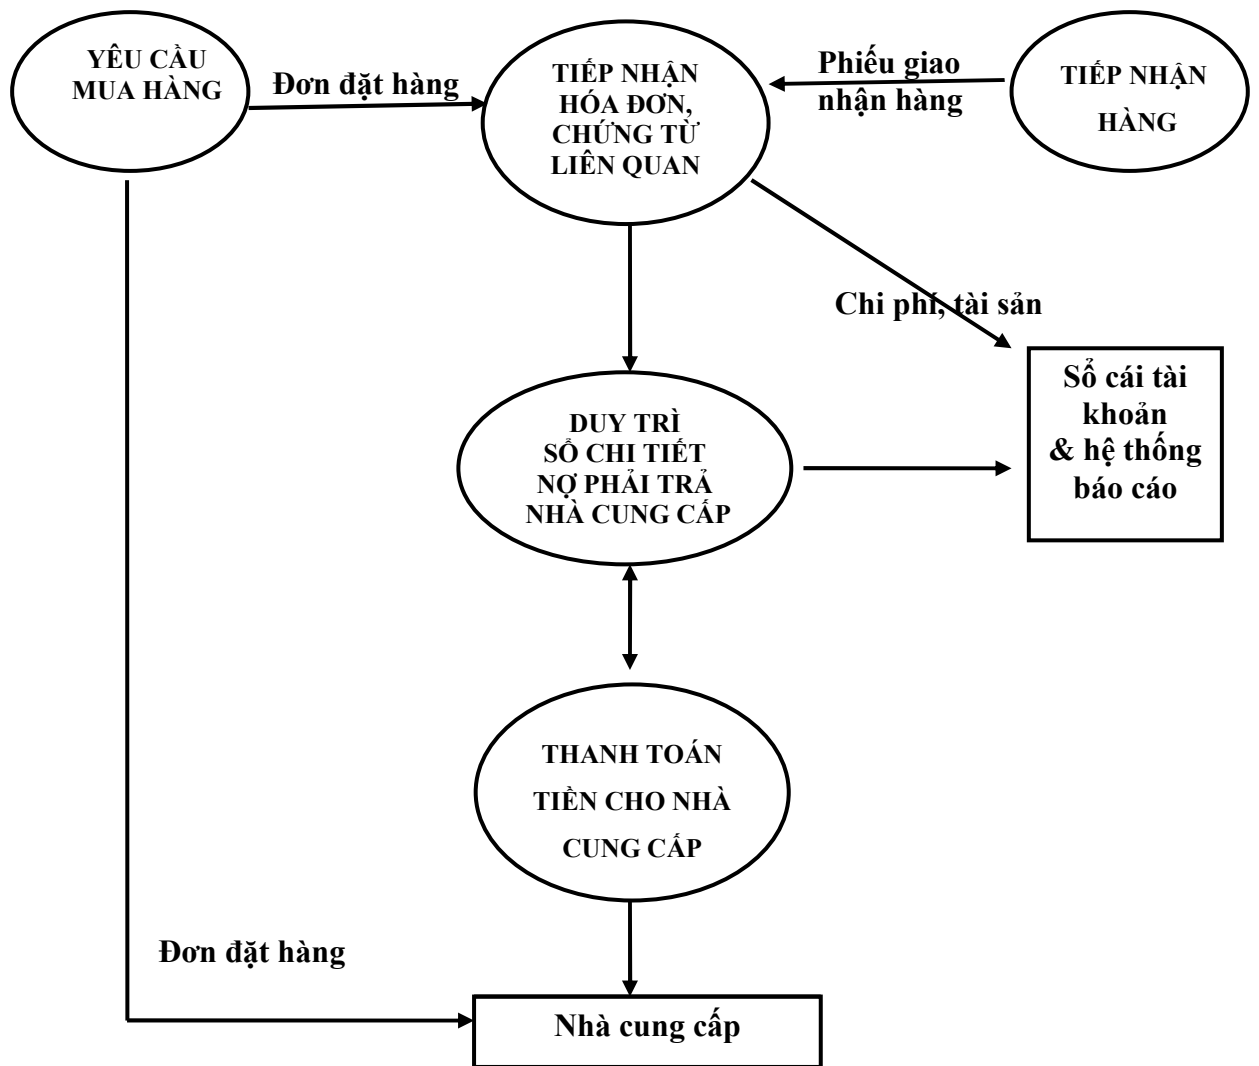 YÊU CẦU
MUA HÀNG
Đơn đặt hàng
TIẾP NHẬN
HÓA ĐƠN,
CHỨNG TỪ
LIÊN QUAN
Phiếu giao
nhận hàng
TIẾP NHẬN
HÀNG
Chi phí, tài sản
Sổ cái tài
khoản
& hệ thống
báo cáo
DUY TRÌ
SỔ CHI TIẾT
NỢ PHẢI TRẢ
NHÀ CUNG CẤP
THANH TOÁN
TIỀN CHO NHÀ
CUNG CẤP
Đơn đặt hàng
Nhà cung cấp